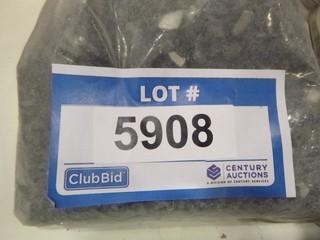 LOT #
5908
ClubBid
CENTURY
AUCTIONS
A DIVISION OF CENTURY SERVICES